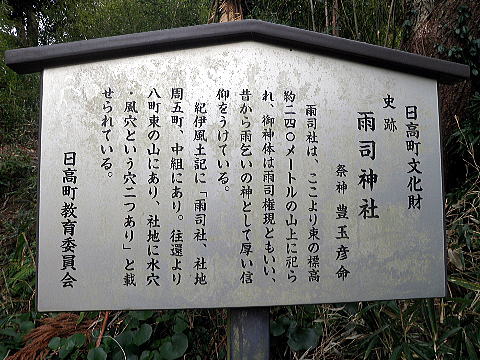 日高町文化財
史跡
雨司神社
祭神 豊玉彦命
雨司社は、ここより東の標高
約二四〇メートルの山上に祀ら
れ、御神体は雨司権現ともいい、
昔から雨乞いの神として厚い信
仰をうけている。
紀伊風土記に「雨司社、社地
周五町、中組にあり。往還より
八町東の山にあり、社地に水穴
・風穴という穴二つあり」と載
せられている。
日高町教育委員会